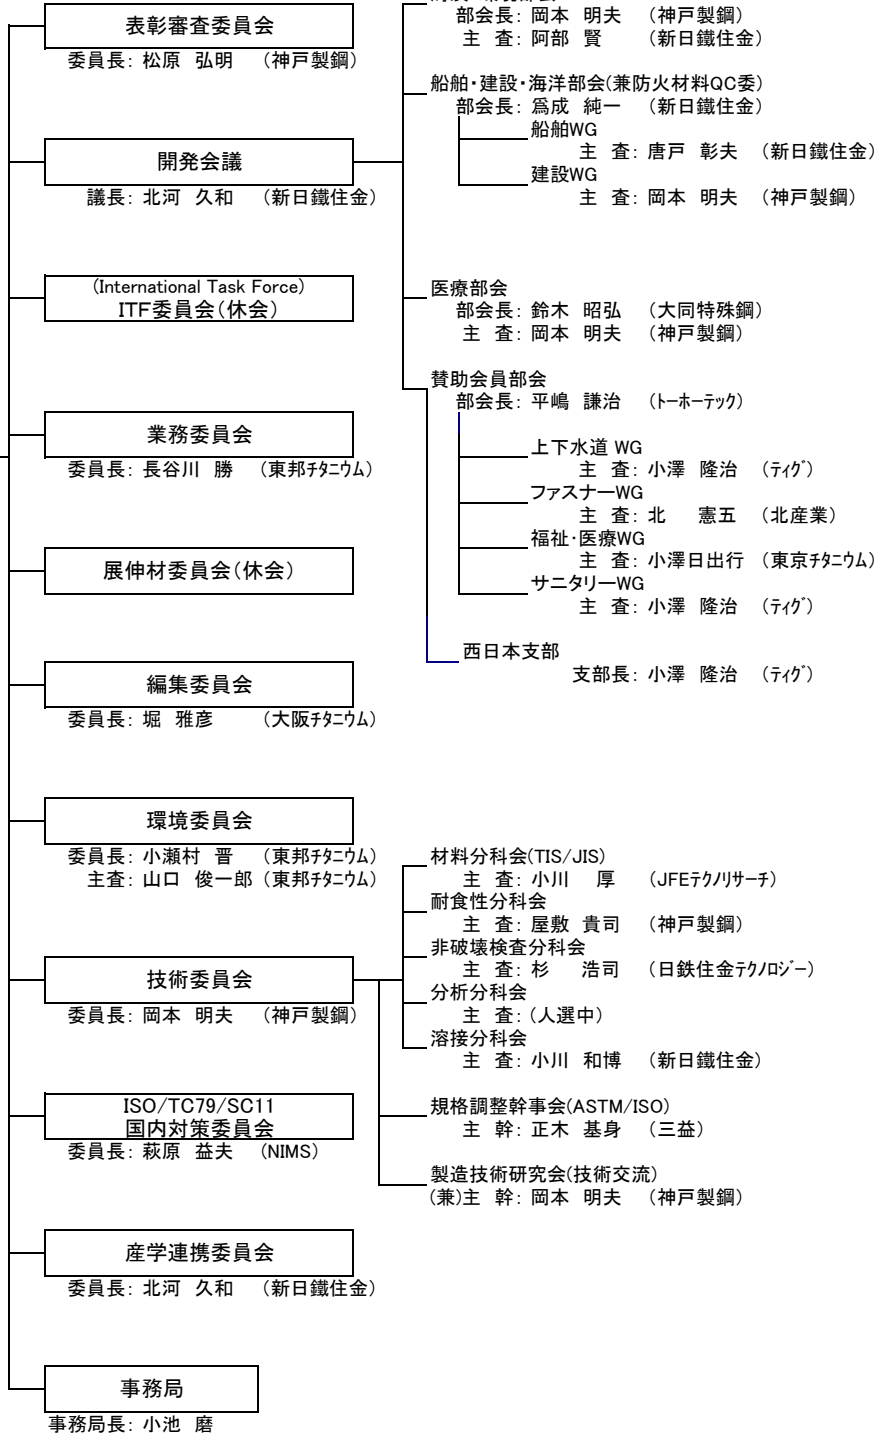 部会長: 岡本 明夫 （神戸製鋼）
主 査: 阿部 賢 （新日鐵住金）
表彰審査委員会
委員長: 松原 弘明 （神戸製鋼）
船舶・建設・海洋部会(兼防火材料QC委)
部会長: 爲成 純一 （新日鐵住金）
船舶WG
主 査: 唐戸 彰夫 （新日鐵住金）
建設WG
主 査: 岡本 明夫 （神戸製鋼）
開発会議
議長: 北河 久和 （新日鐵住金）
(International Task Force)
ITF委員会(休会)
医療部会
部会長: 鈴木 昭弘 （大同特殊鋼）
主 査: 岡本 明夫 （神戸製鋼）
賛助会員部会
部会長: 平嶋 謙治 （ﾄｰﾎｰﾃｯｸ）
上下水道 WG
主 査: 小澤 隆治 （ﾃｨｸﾞ）
ファスナーWG
主 査: 北 憲五 （北産業）
福祉・医療WG
主 査: 小澤日出行 （東京ﾁﾀﾆｳﾑ）
サニタリーWG
主 査: 小澤 隆治 （ﾃｨｸﾞ）
西日本支部
支部長: 小澤 隆治 （ﾃｨｸﾞ）
業務委員会
委員長: 長谷川 勝 （東邦ﾁﾀﾆｳﾑ）
展伸材委員会(休会)
編集委員会
委員長: 堀 雅彦 （大阪ﾁﾀﾆｳﾑ）
環境委員会
委員長: 小瀬村 晋 （東邦ﾁﾀﾆｳﾑ）
主査: 山口 俊一郎 （東邦ﾁﾀﾆｳﾑ）
材料分科会(TIS/JIS)
主 査: 小川 厚 （JFEﾃｸﾉﾘｻｰﾁ）
耐食性分科会
主 査: 屋敷 貴司 （神戸製鋼）
非破壊検査分科会
主 査: 杉 浩司 （日鉄住金ﾃｸﾉﾛｼﾞｰ）
分析分科会
主 査: (人選中)
溶接分科会
主 査: 小川 和博 （新日鐵住金）
技術委員会
委員長: 岡本 明夫 （神戸製鋼）
規格調整幹事会(ASTM/ISO)
主 幹: 正木 基身 （三益）
製造技術研究会(技術交流)
(兼)主 幹: 岡本 明夫 （神戸製鋼）
ISO/TC79/SC11
国内対策委員会
委員長: 萩原 益夫 (NIMS)
産学連携委員会
委員長: 北河 久和 （新日鐵住金）
事務局
事務局長: 小池 磨